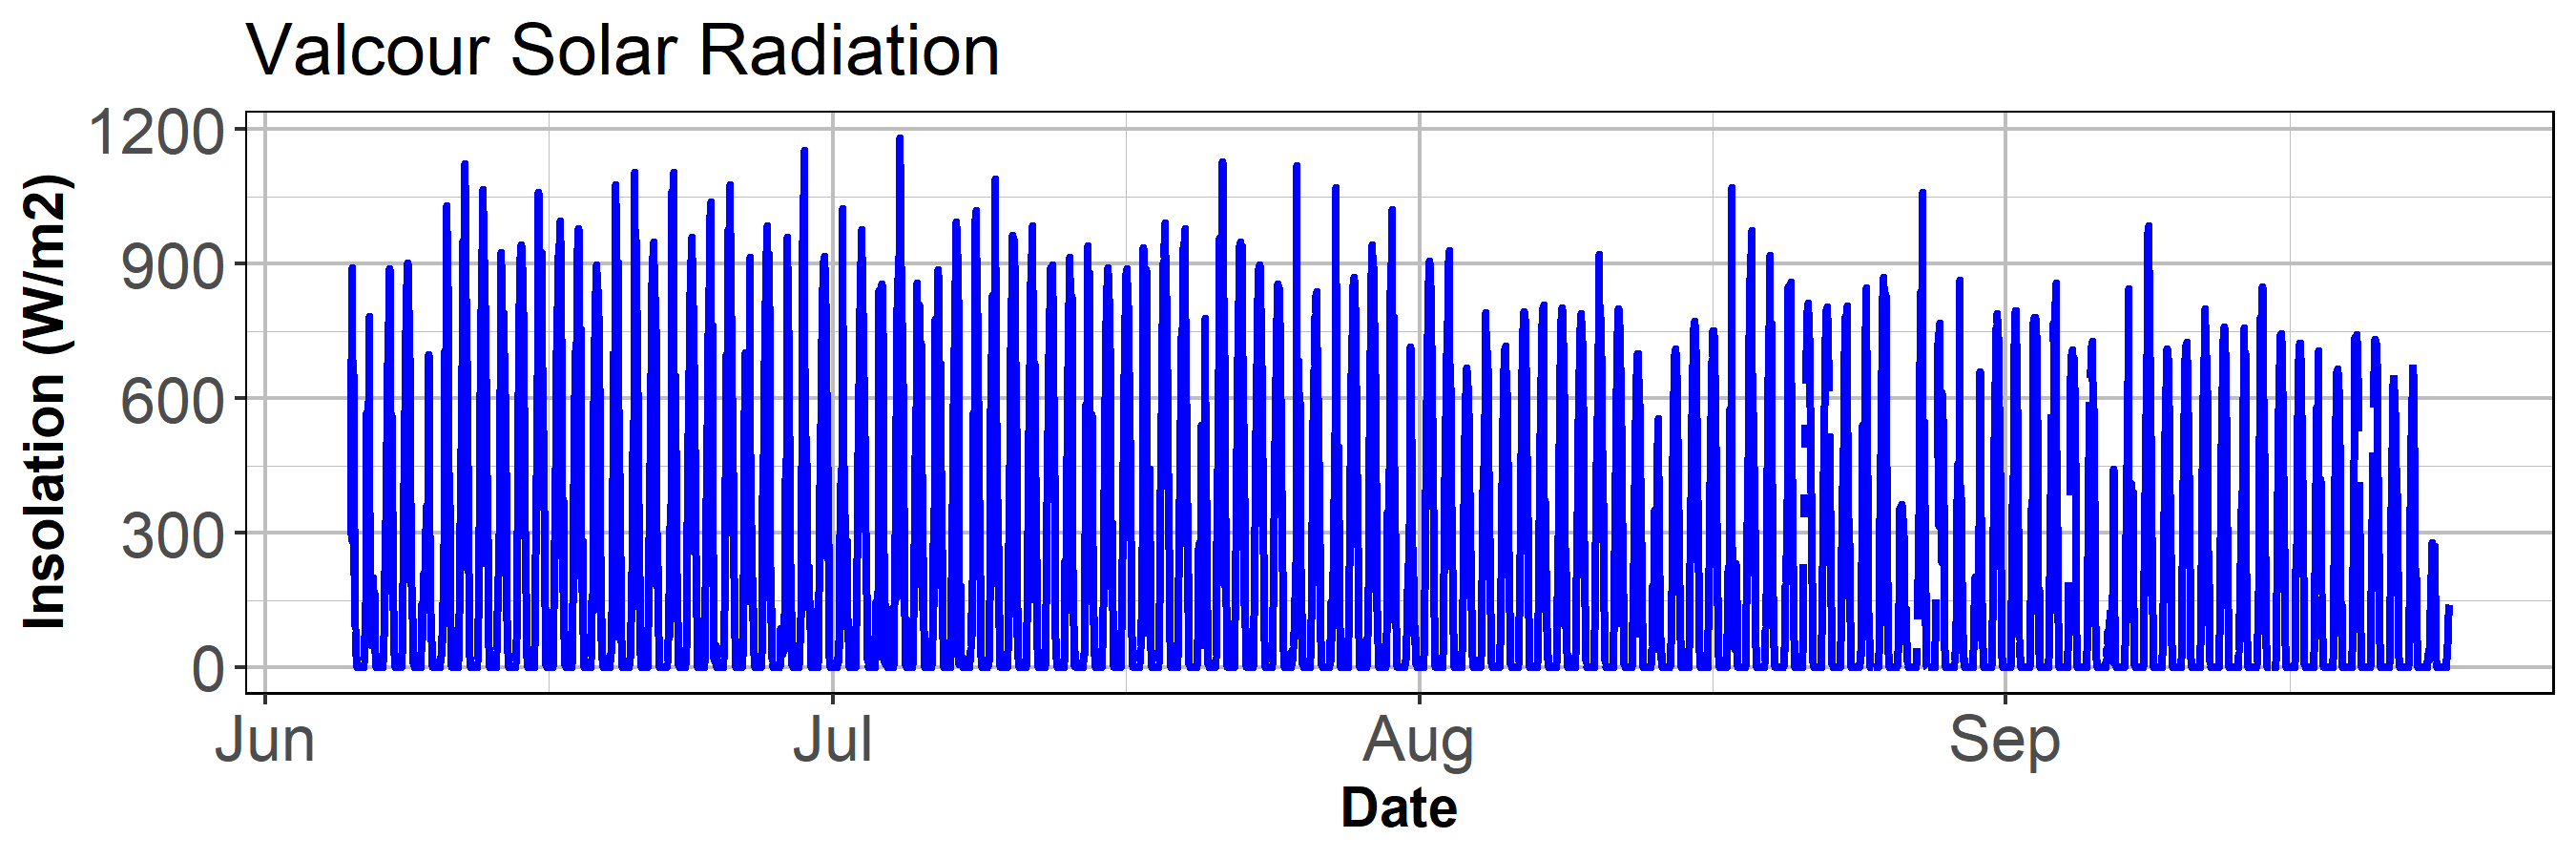 Valcour Solar Radiation
Insolation (W/m2)
1200
900
600
300
0
Jun Jul Aug Sep
Date